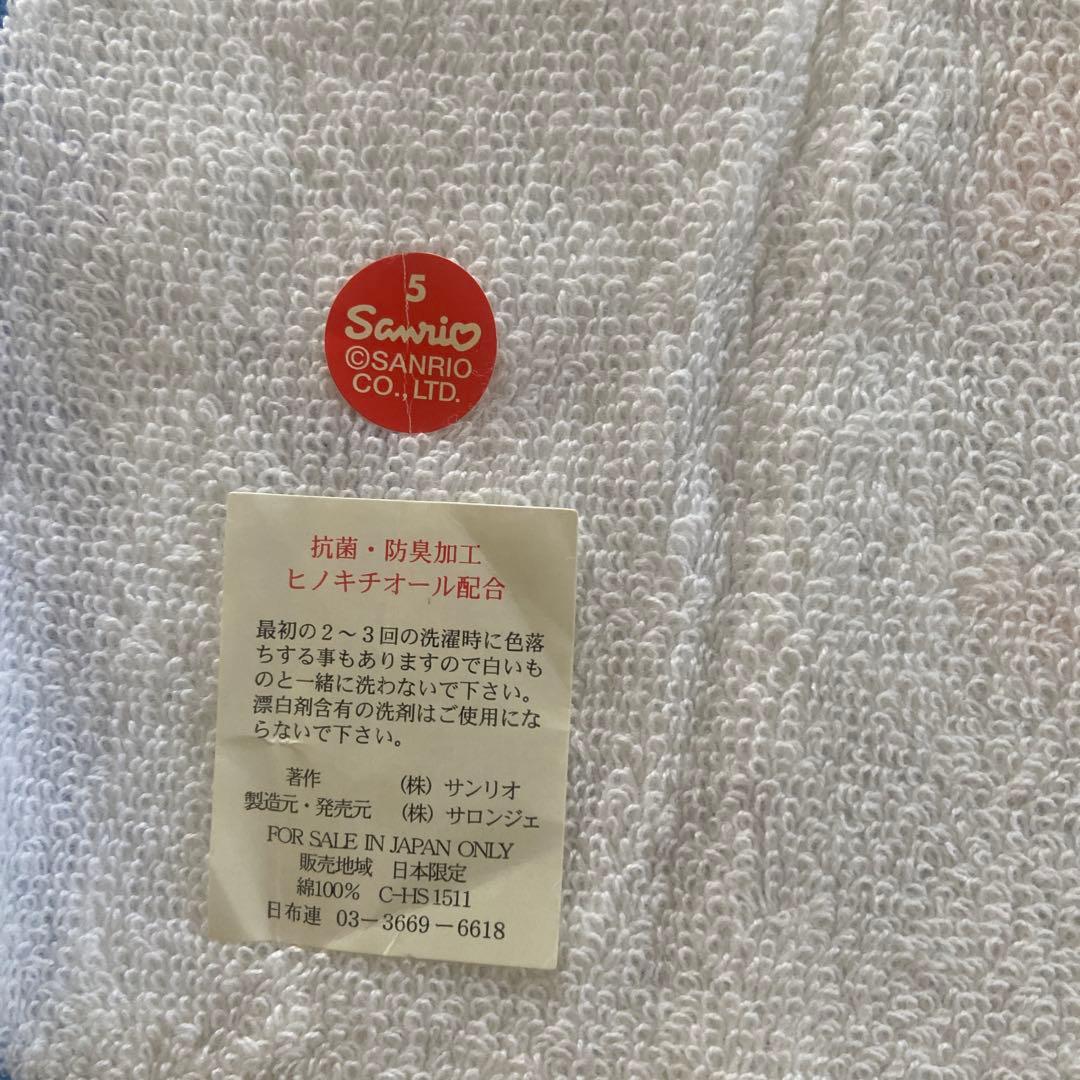 5
Sanrio
©SANRIO
CO., LTD.
抗菌・防臭加工
ヒノキチオール配合
最初の2～3回の洗濯時に色落
ちする事もありますので白いも
のと一緒に洗わないで下さい。
漂白剤含有の洗剤はご使用にな
らないで下さい。
著作 (株) サンリオ
製造元・発売元 (株) サロンジェ
FOR SALE IN JAPAN ONLY
販売地域 日本限定
綿100% C-HS1511
日布連 03-3669-6618